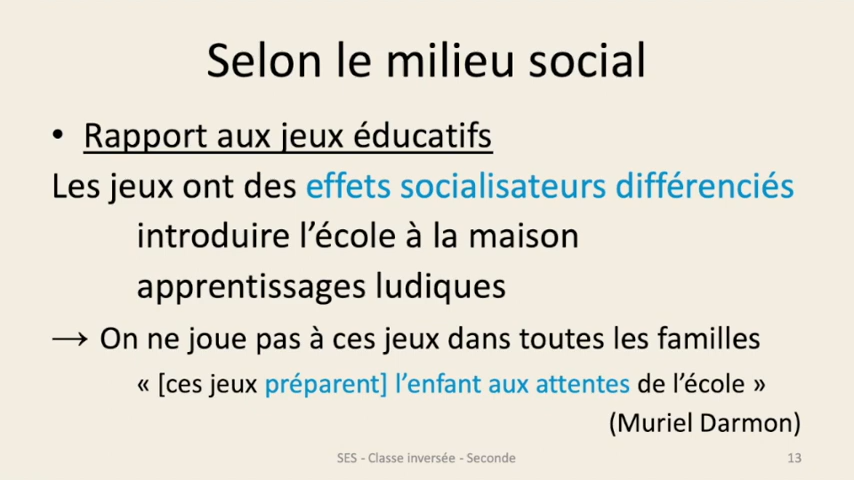 Selon le milieu social
• Rapport aux jeux éducatifs
Les jeux ont des effets socialisateurs différenciés
introduire l’école à la maison
apprentissages ludiques
→ On ne joue pas à ces jeux dans toutes les familles
« [ces jeux préparent] l’enfant aux attentes de l’école »
(Muriel Darmon)
SES - Classe inversée - Seconde
13